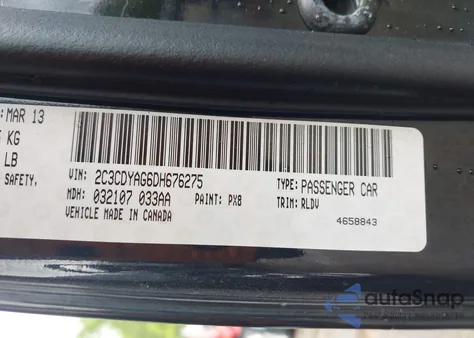 : MAR 13
KG
LB
SAFETY,
VIN: 2C3CDYAG6DH676275
TYPE: PASSENGER CAR
MDH: 032107 033AA
PAINT: PX8
TRIM: RLDV
VEHICLE MADE IN CANADA
4658843
autoSnap